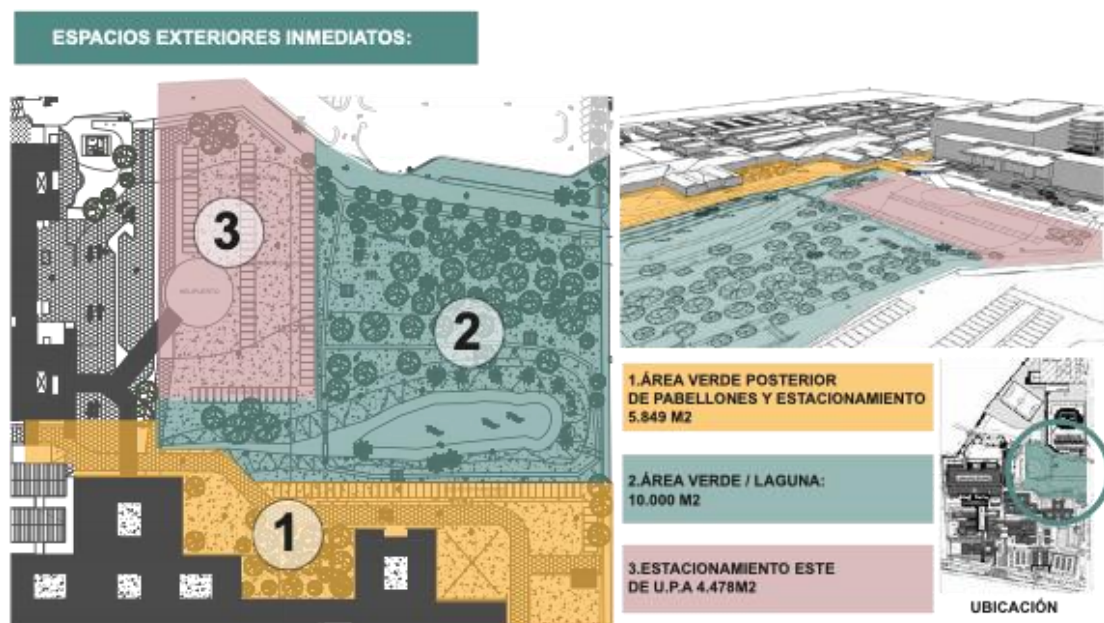 ESPACIOS EXTERIORES INMEDIATOS:
3
HELIPUERTO
2
1
1.ÁREA VERDE POSTERIOR
DE PABELLONES Y ESTACIONAMIENTO
5.849 M2
2.ÁREA VERDE / LAGUNA:
10.000 M2
3.ESTACIONAMIENTO ESTE
DE U.P.A 4.478M2
UBICACIÓN